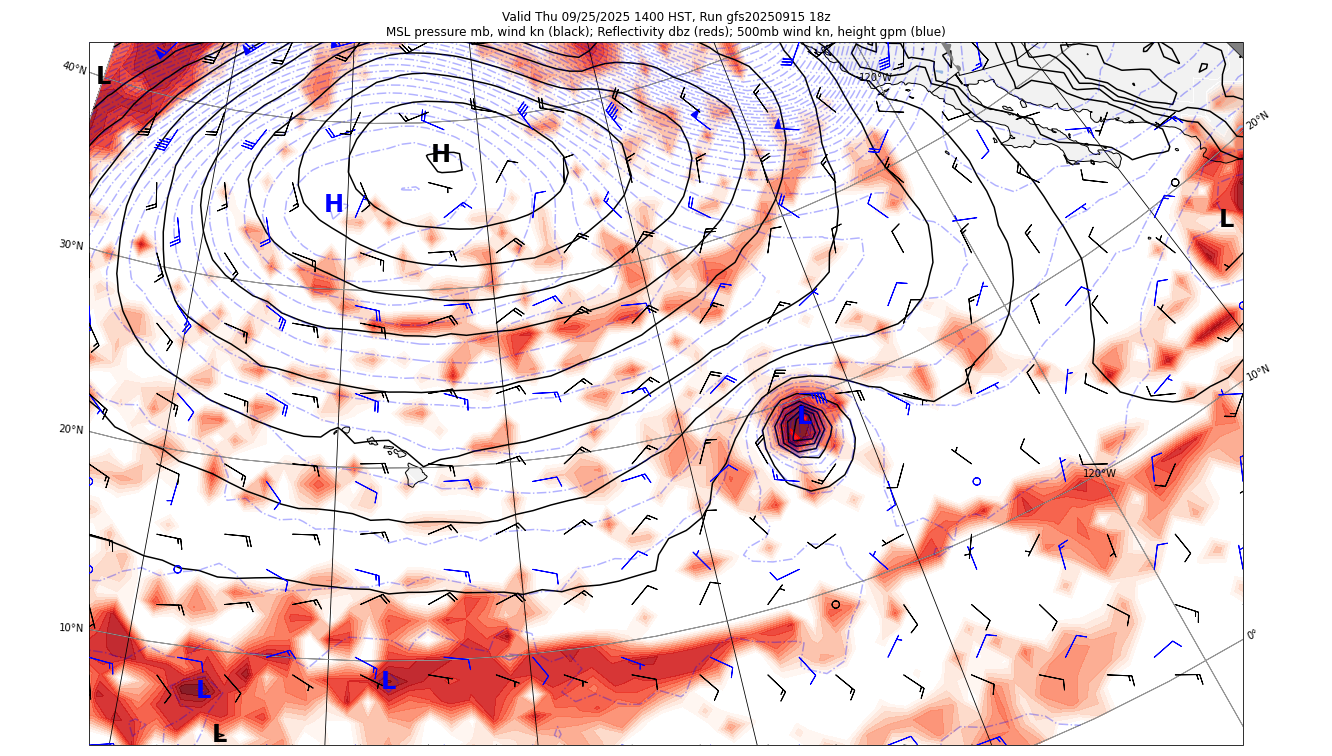 Valid Thu 09/25/2025 1400 HST, Run gfs20250915 18z
MSL pressure mb, wind kn (black); Reflectivity dbz (reds); 500mb wind kn, height gpm (blue)
40°N
L
120°W
20°N
H
H
L
30°N
10°N
L
20°N
120°W
10°N
0°
L
L
L